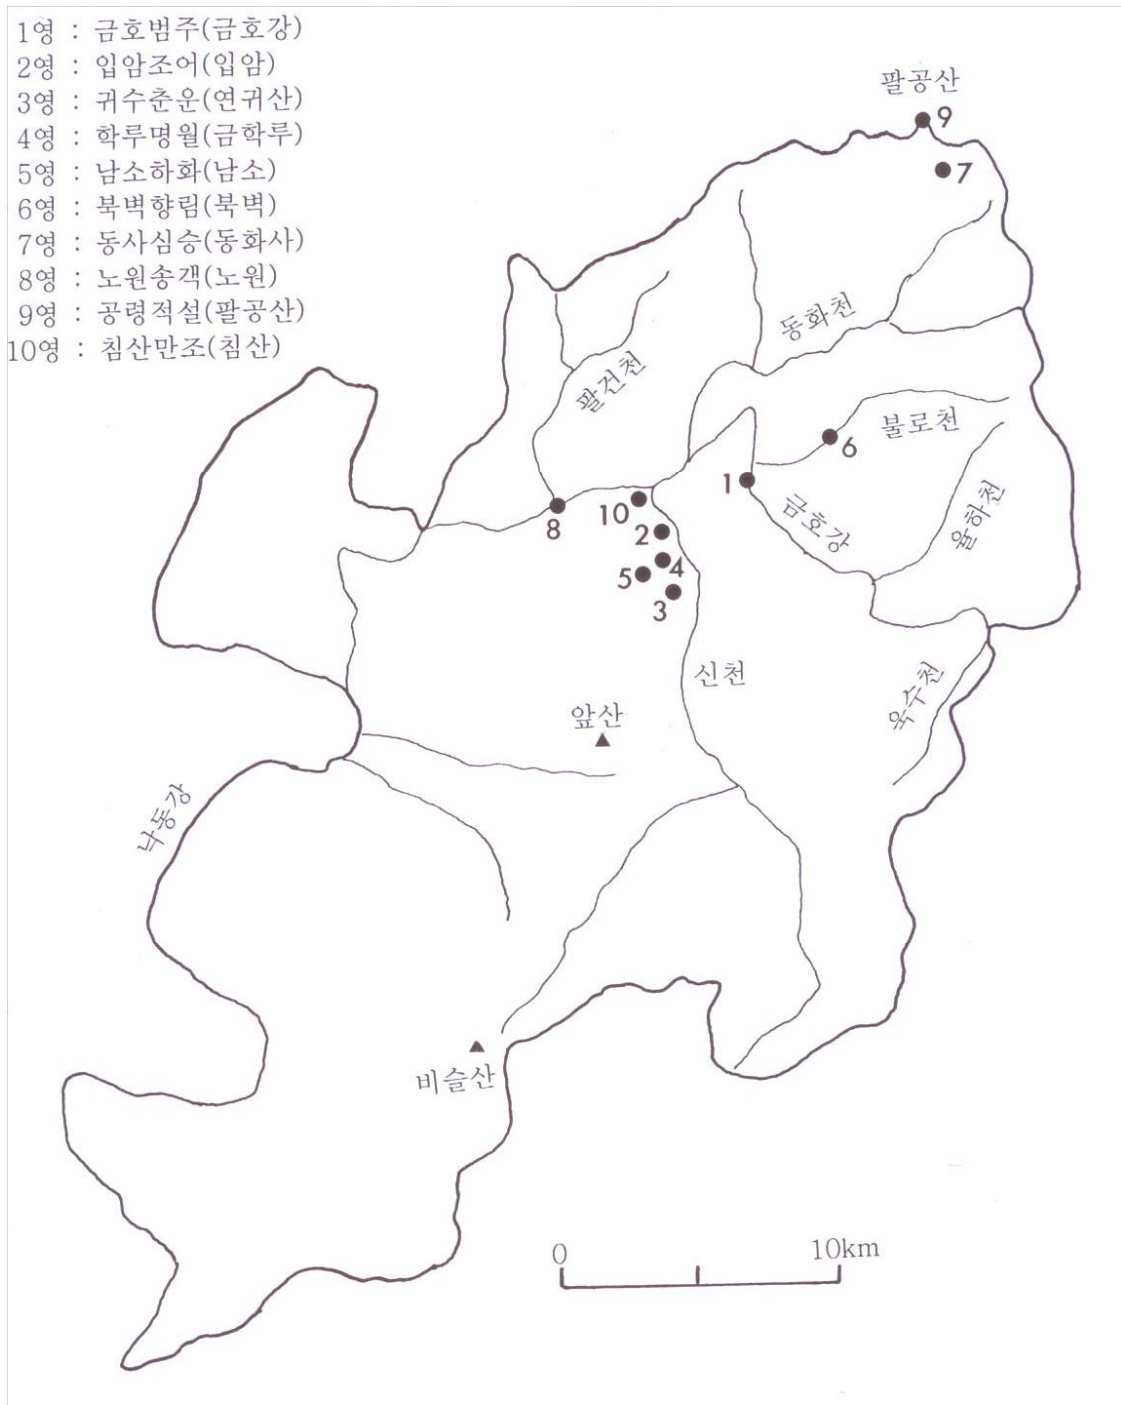 1영 : 금호범주(금호강)
2영 : 입암조어(입암)
3영 : 귀수춘운(연귀산)
4영 : 학루명월(금학루)
5영 : 남소하화(남소)
6영 : 북벽향림(북벽)
7영 : 동사심승(동화사)
8영 : 노원송객(노원)
9영 : 공령적설(팔공산)
10영 : 침산만조(침산)
팔공산
9
7
동화천
팔건천
불로천
6
1
금호강
율하천
8
10
2
4
5
3
신천
욱수천
앞산
낙동강
비슬산
0 10km